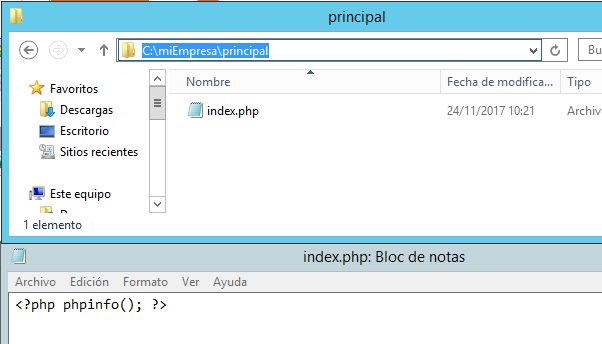 principal
C:\miEmpresa\principal
Favoritos
Descargas
Escritorio
Sitios recientes
Este equipo
Nombre
Fecha de modifica...
Tipo
index.php
24/11/2017 10:21
Archiv
1 elemento
index.php: Bloc de notas
Archivo Edición Formato Ver Ayuda
<?php phpinfo(); ?>